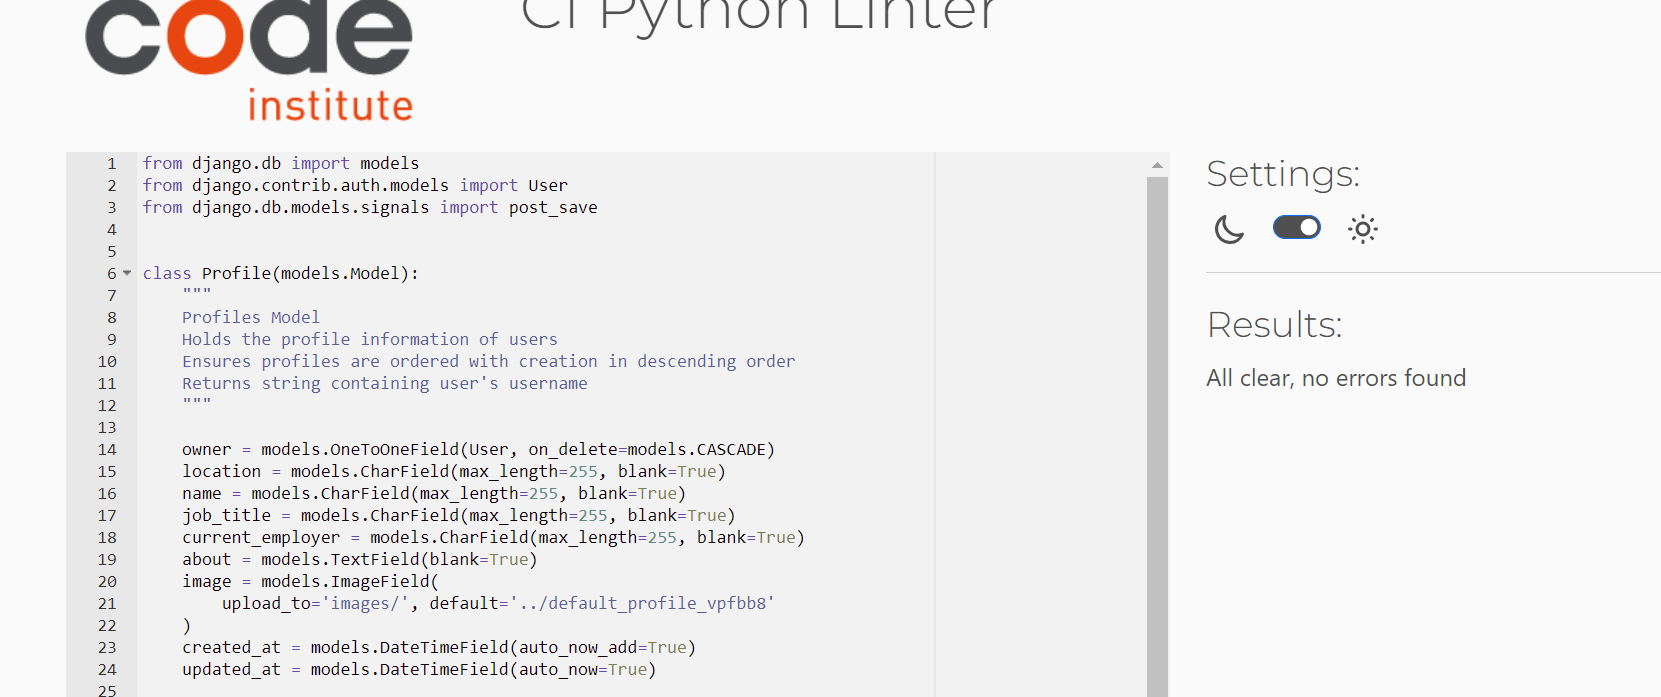 code
institute
CI Python Linter
1 from django.db import models
2 from django.contrib.auth.models import User
3 from django.db.models.signals import post_save
4
5
6 class Profile(models.Model):
7     """
8     Profiles Model
9     Holds the profile information of users
10     Ensures profiles are ordered with creation in descending order
11     Returns string containing user's username
12     """
13
14     owner = models.OneToOneField(User, on_delete=models.CASCADE)
15     location = models.CharField(max_length=255, blank=True)
16     name = models.CharField(max_length=255, blank=True)
17     job_title = models.CharField(max_length=255, blank=True)
18     current_employer = models.CharField(max_length=255, blank=True)
19     about = models.TextField(blank=True)
20     image = models.ImageField(
21         upload_to='images/', default='../default_profile_vpfbb8'
22     )
23     created_at = models.DateTimeField(auto_now_add=True)
24     updated_at = models.DateTimeField(auto_now=True)
25
Settings:
Results:
All clear, no errors found